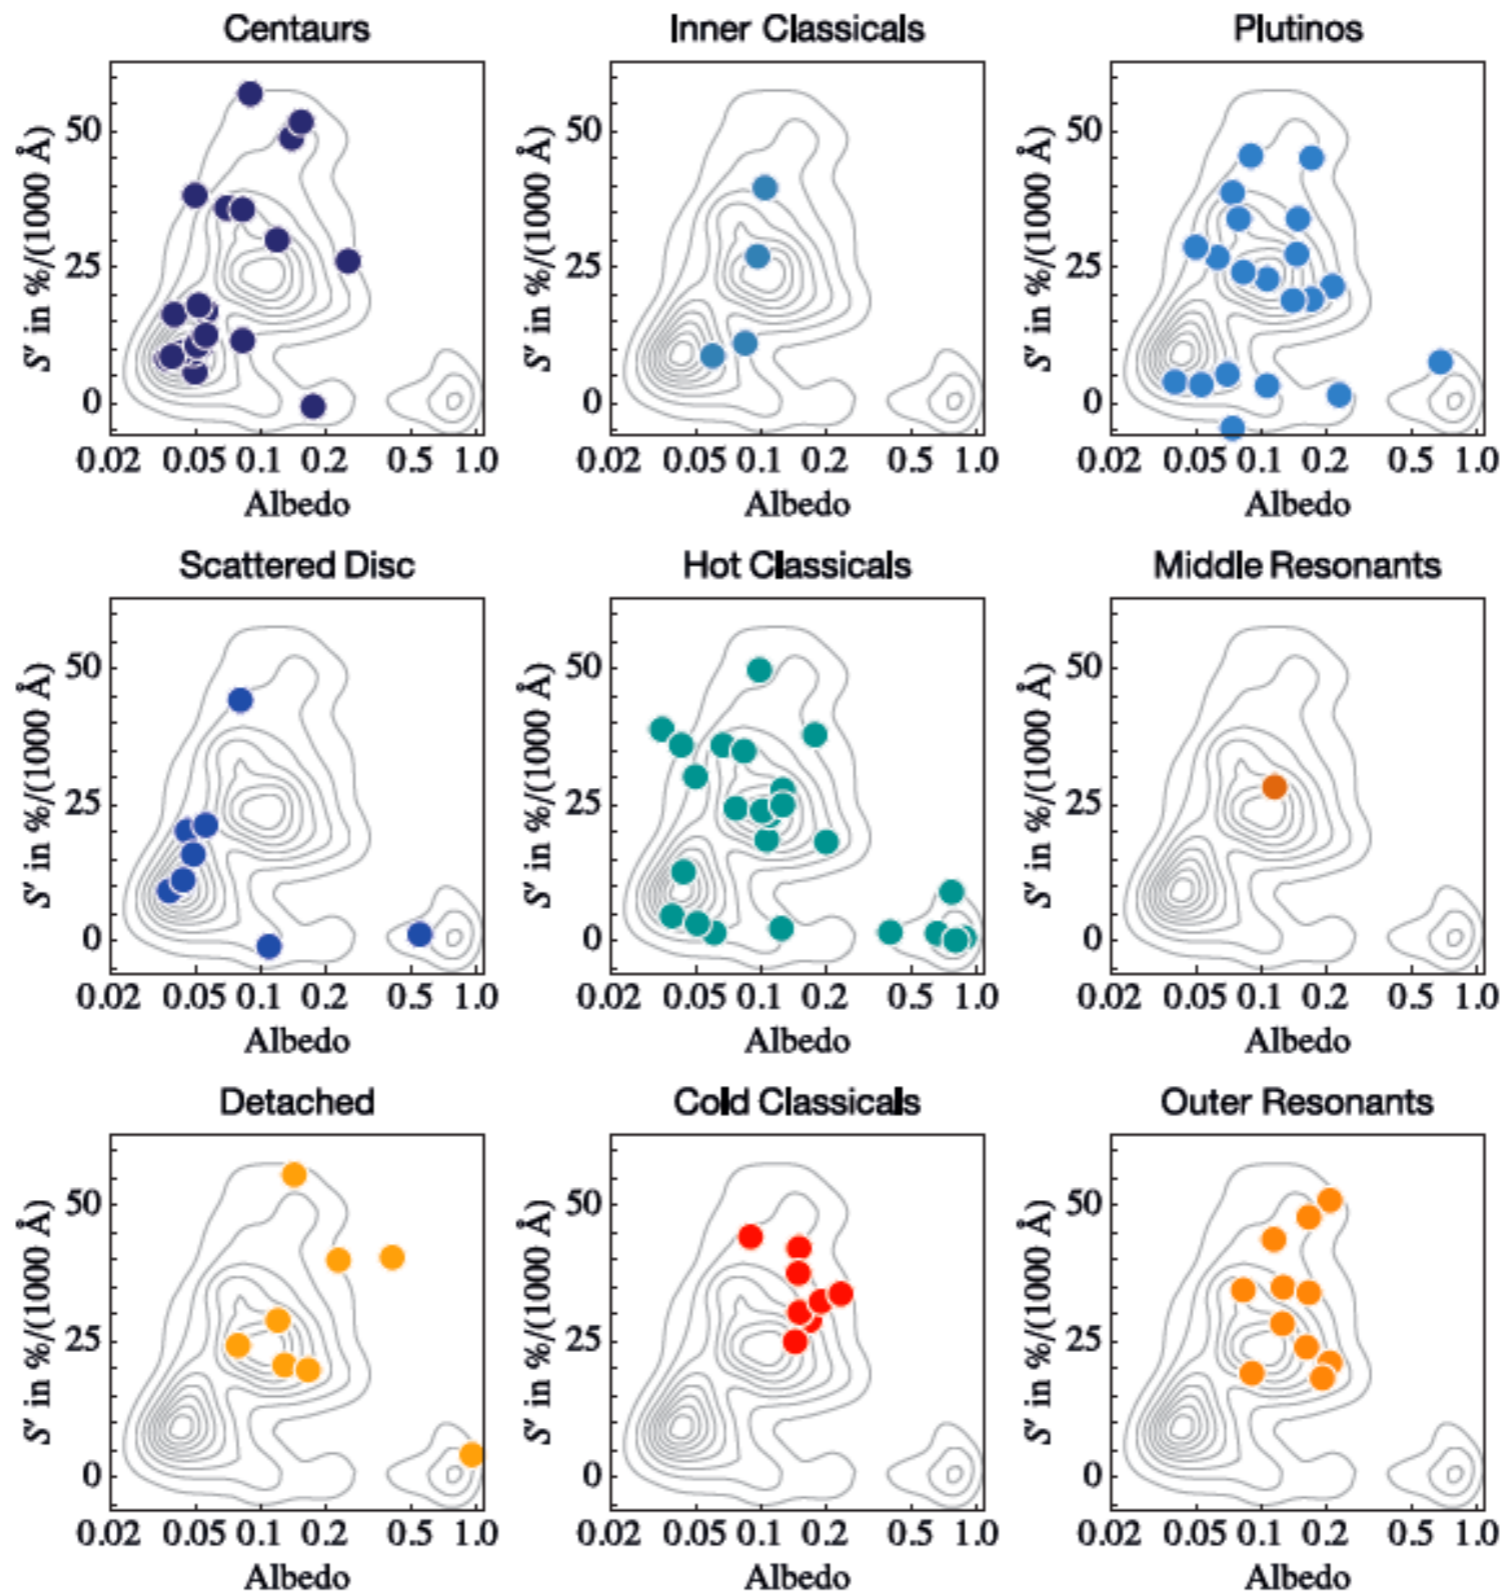 Centaurs Inner Classicals Plutinos
S' in %/(1000 Å) S' in %/(1000 Å) S' in %/(1000 Å)
50 50 50
25 25 25
0 0 0
0.02 0.05 0.1 0.2 0.5 1.0 0.02 0.05 0.1 0.2 0.5 1.0 0.02 0.05 0.1 0.2 0.5 1.0
Albedo Albedo Albedo
Scattered Disc Hot Classicals Middle Resonants
S' in %/(1000 Å) S' in %/(1000 Å) S' in %/(1000 Å)
50 50 50
25 25 25
0 0 0
0.02 0.05 0.1 0.2 0.5 1.0 0.02 0.05 0.1 0.2 0.5 1.0 0.02 0.05 0.1 0.2 0.5 1.0
Albedo Albedo Albedo
Detached Cold Classicals Outer Resonants
S' in %/(1000 Å) S' in %/(1000 Å) S' in %/(1000 Å)
50 50 50
25 25 25
0 0 0
0.02 0.05 0.1 0.2 0.5 1.0 0.02 0.05 0.1 0.2 0.5 1.0 0.02 0.05 0.1 0.2 0.5 1.0
Albedo Albedo Albedo